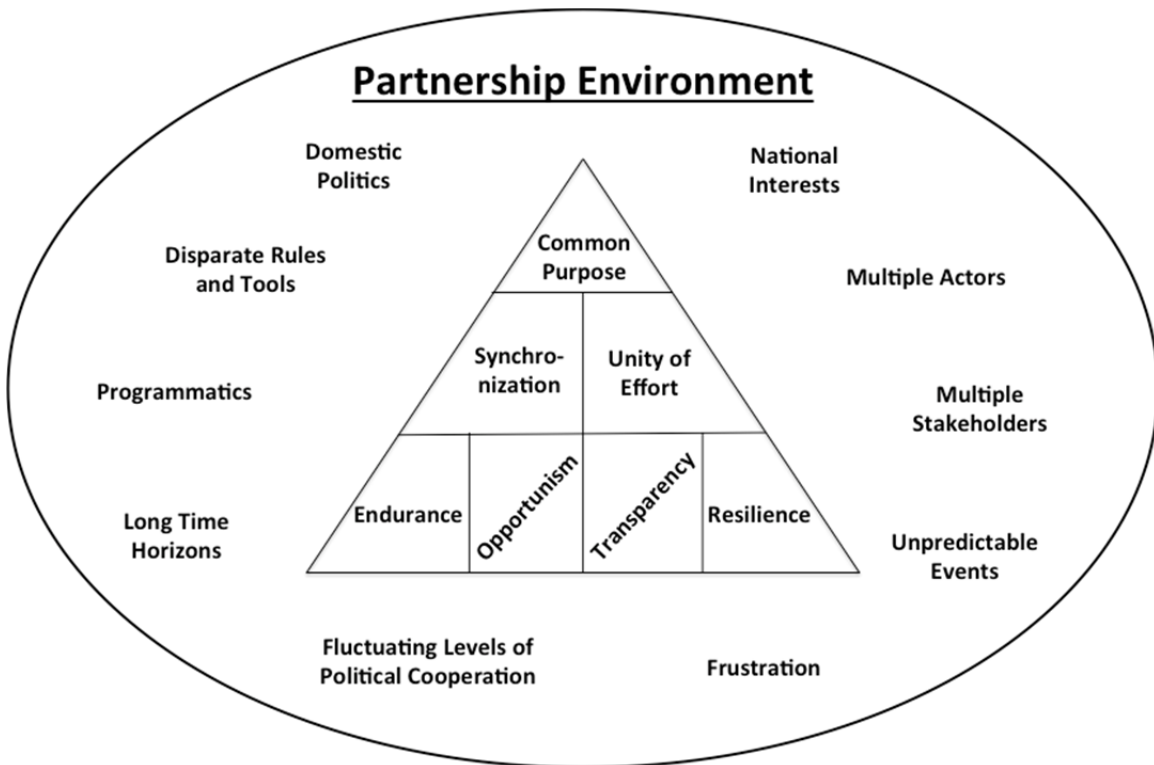 Partnership Environment
Domestic
Politics
National
Interests
Disparate Rules
and Tools
Multiple Actors
Programmatics
Multiple
Stakeholders
Long Time
Horizons
Unpredictable
Events
Fluctuating Levels of
Political Cooperation
Frustration
Common
Purpose
Synchro-
nization
Unity of
Effort
Endurance
Opportunism
Transparency
Resilience